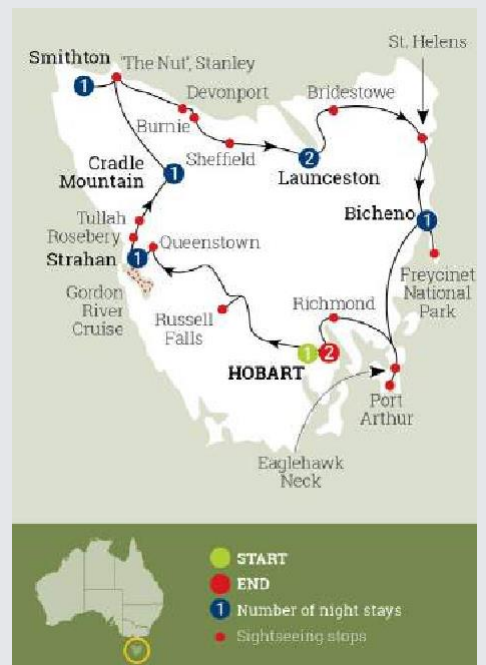 St. Helens
Smithton
'The Nut', Stanley
1
Devonport
Bridestowe
Burnie
Sheffield
2
Launceston
Cradle
Mountain
1
Bicheno
1
Tullah
Rosebery
Queenstown
Strahan
1
Freycinet
National
Park
Gordon
River
Cruise
Russell
Falls
Richmond
1
2
HOBART
Port
Arthur
Eaglehawk
Neck
START
END
1 Number of night stays
Sightseeing stops